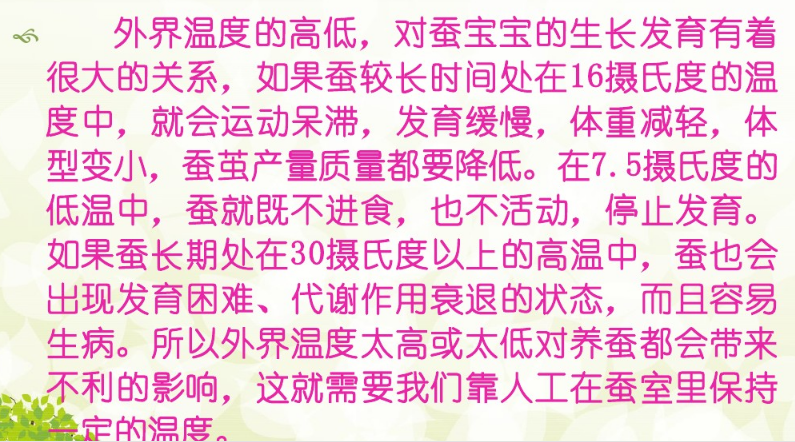 外界温度的高低，对蚕宝宝的生长发育有着
很大的关系，如果蚕较长时间处在16摄氏度的温
度中，就会运动呆滞，发育缓慢，体重减轻，体
型变小，蚕茧产量质量都要降低。在7.5摄氏度的
低温中，蚕就既不进食，也不活动，停止发育。
如果蚕长期处在30摄氏度以上的高温中，蚕也会
出现发育困难、代谢作用衰退的状态，而且容易
生病。所以外界温度太高或太低对养蚕都会带来
不利的影响，这就需要我们靠人工在蚕室里保持
一定的温度。